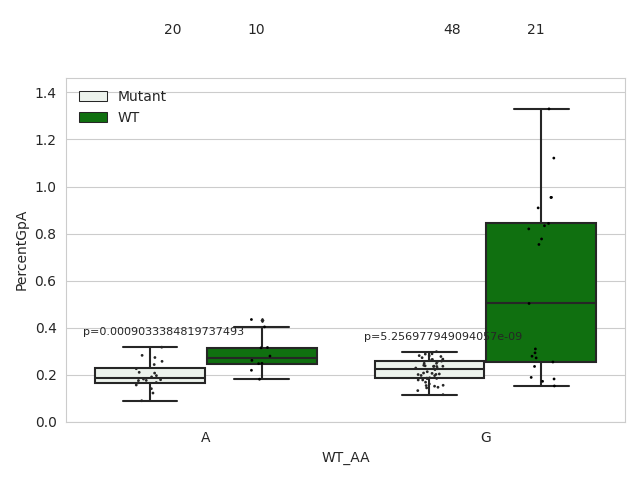 20 10 48 21
1.4
Mutant
WT
1.2
1.0
0.8
0.6
0.4
p=0.0009033384819737493
p=5.256977949094057e-09
0.2
0.0
PercentGpA
A G
WT_AA